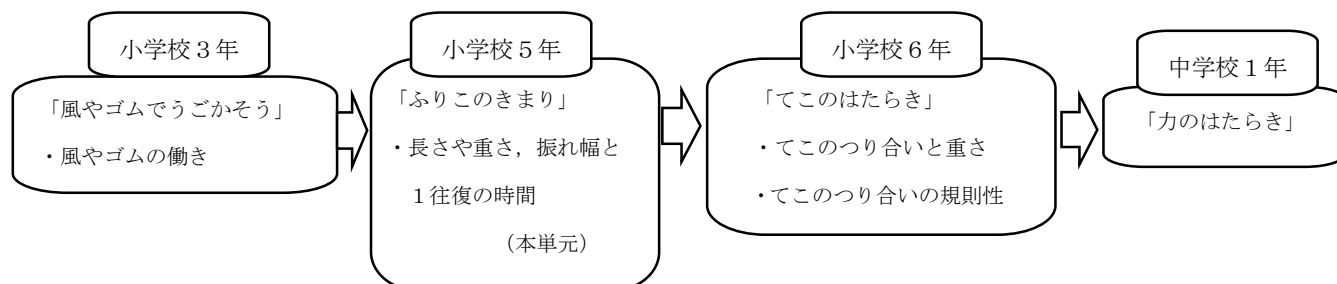 小学校３年
「風やゴムでうごかそう」
・風やゴムの働き
小学校５年
「ふりこのきまり」
・長さや重さ，振れ幅と
１往復の時間
（本単元）
小学校６年
「てこのはたらき」
・てこのつり合いと重さ
・てこのつり合いの規則性
中学校１年
「力のはたらき」